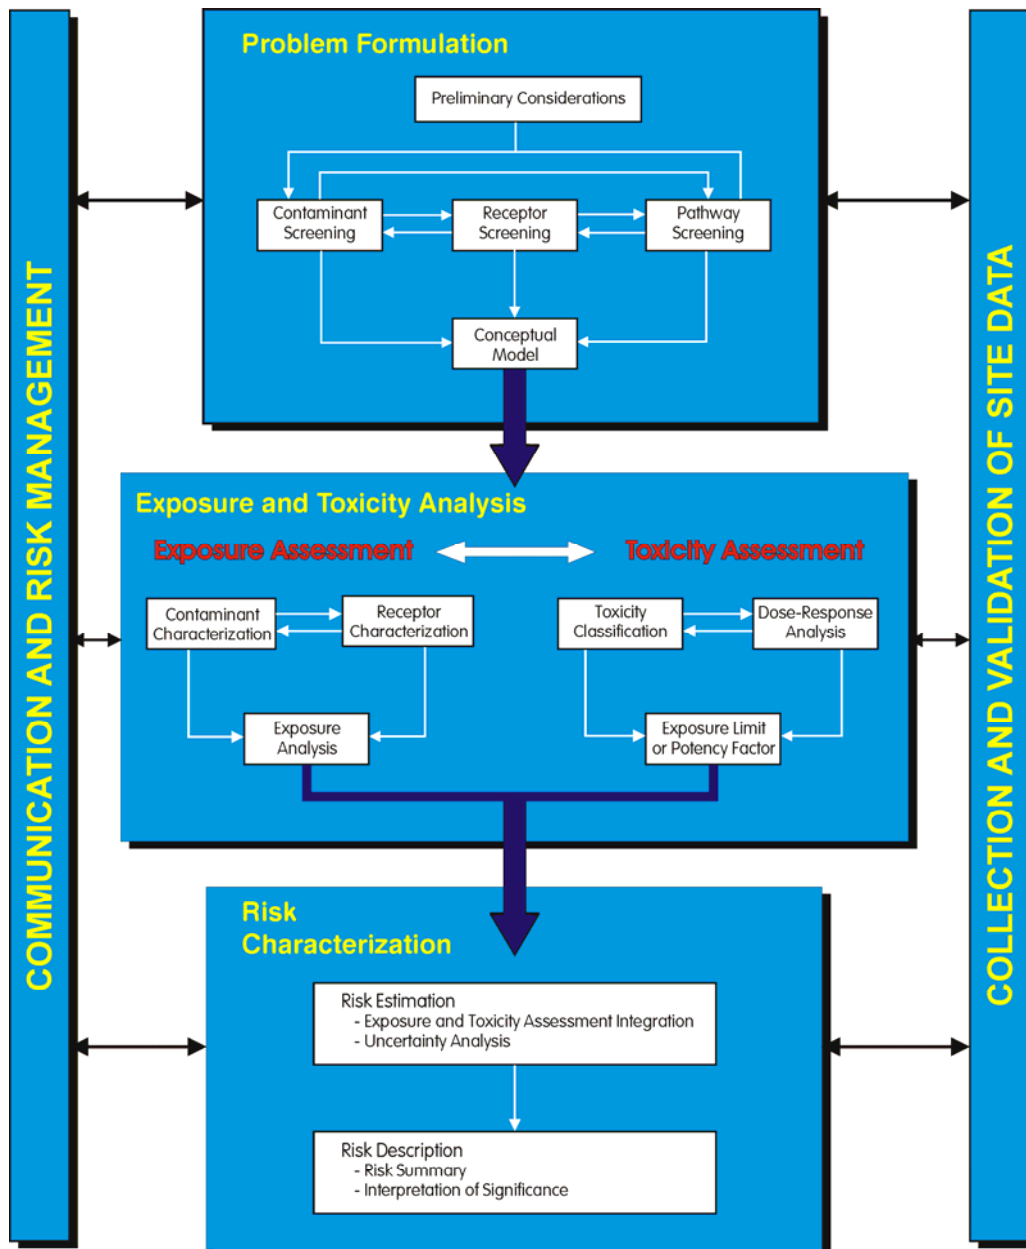 COMMUNICATION AND RISK MANAGEMENT
Problem Formulation
Preliminary Considerations
Contaminant
Screening
Receptor
Screening
Pathway
Screening
Conceptual
Model
Exposure and Toxicity Analysis
Exposure Assessment
Toxicity Assessment
Contaminant
Characterization
Receptor
Characterization
Toxicity
Classification
Dose-Response
Analysis
Exposure
Analysis
Exposure Limit
or Potency Factor
Risk
Characterization
Risk Estimation
- Exposure and Toxicity Assessment Integration
- Uncertainty Analysis
Risk Description
- Risk Summary
- Interpretation of Significance
COLLECTION AND VALIDATION OF SITE DATA